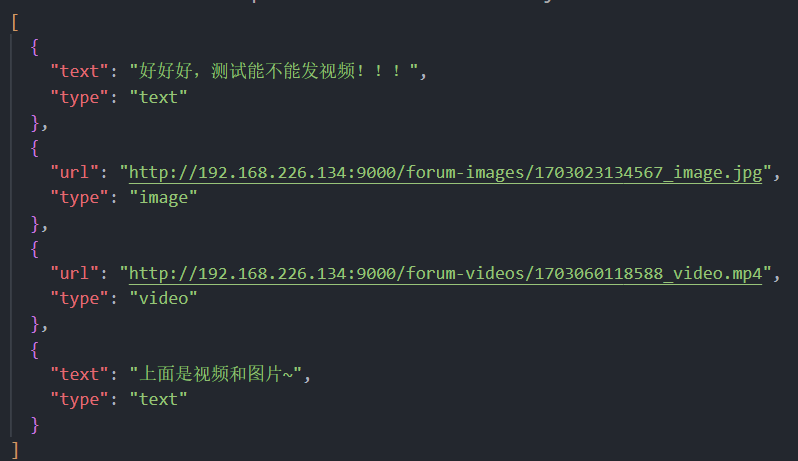 [
  {
    "text": "好好好，测试能不能发视频！！！",
    "type": "text"
  },
  {
    "url": "http://192.168.226.134:9000/forum-images/1703023134567_image.jpg",
    "type": "image"
  },
  {
    "url": "http://192.168.226.134:9000/forum-videos/1703060118588_video.mp4",
    "type": "video"
  },
  {
    "text": "上面是视频和图片~",
    "type": "text"
  }
]